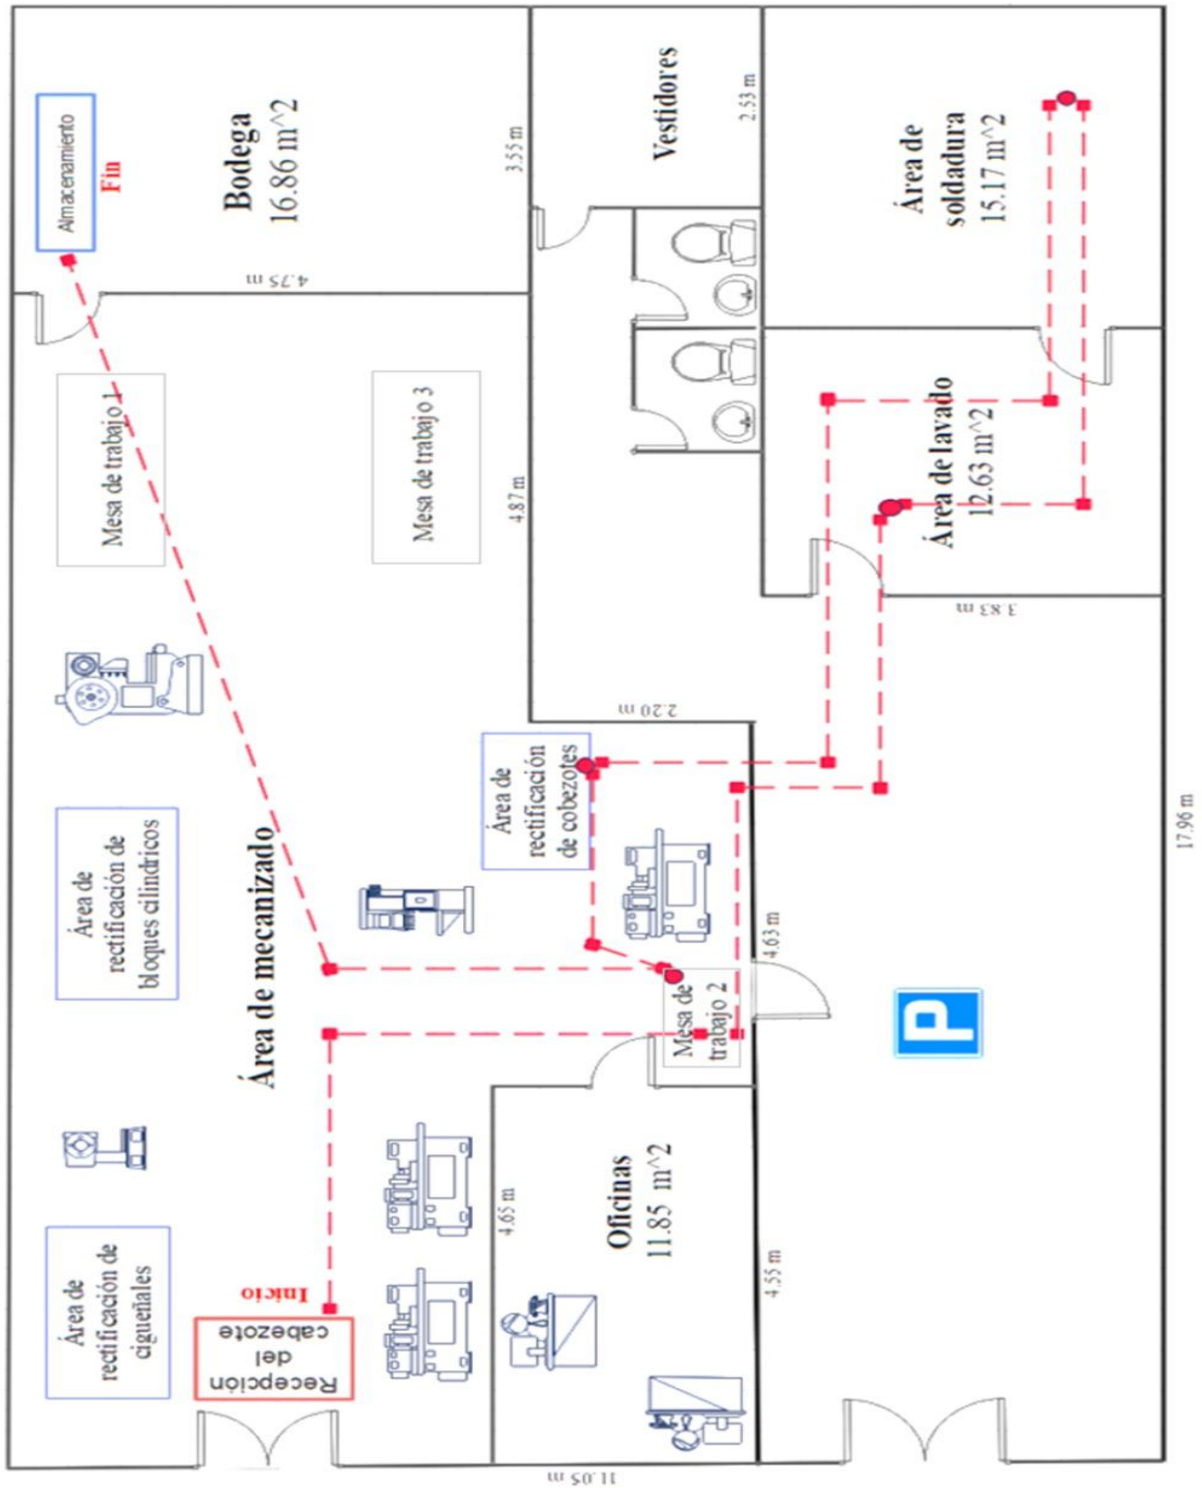 Almacenamiento
Fin
Bodega
16.86 m^2
3.55 m
4.75 m
Vestidores
2.53 m
Área de
soldadura
15.17 m^2
Mesa de trabajo 1
Mesa de trabajo 3
4.87 m
Área de lavado
12.63 m^2
3.83 m
2.20 m
Área de
rectificación
de cobezotes
Área de
rectificación de
bloques cilindricos
Área de mecanizado
17.96 m
4.63 m
Mesa de
trabajo 2
P
Área de
rectificación de
cigueñales
Inicio
Recepción
del
cabezote
4.65 m
Oficinas
11.85 m^2
4.55 m
11.05 m